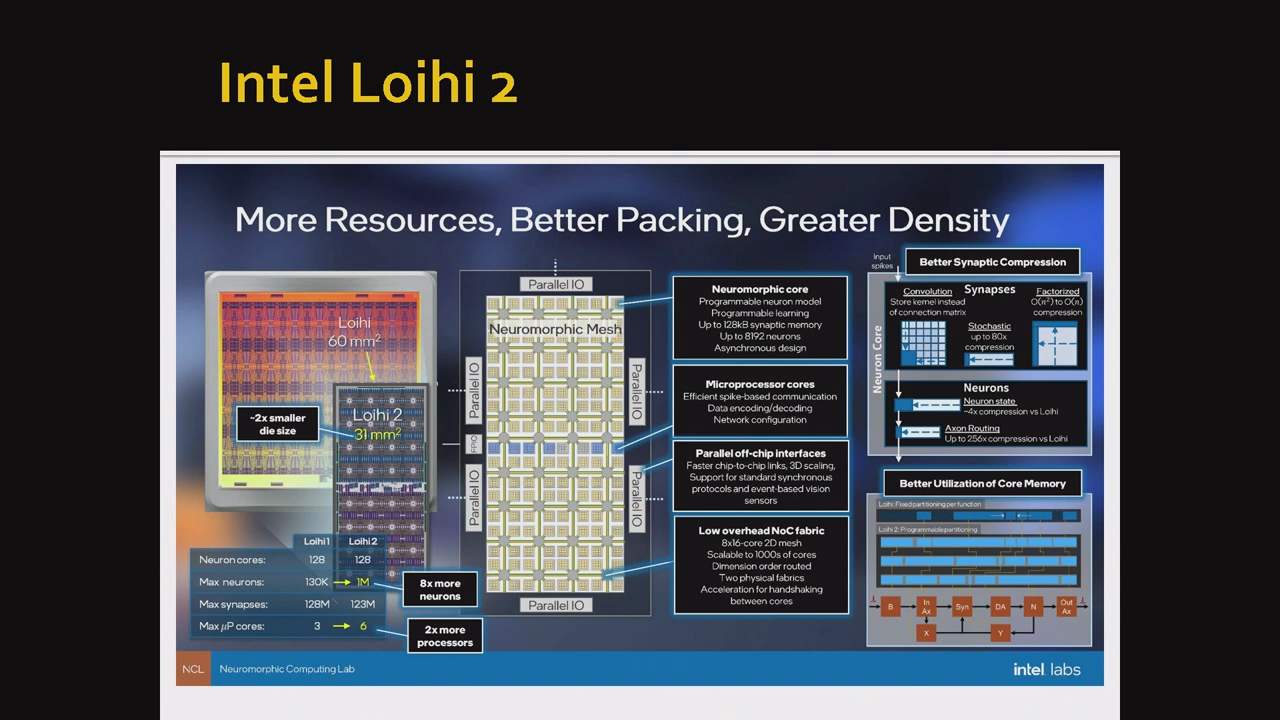 Intel Loihi 2
More Resources, Better Packing, Greater Density
Loihi
60 mm²
~2x smaller
die size
Loihi 2
31 mm²
Loihi 1 Loihi 2
Neuron cores: 128 128
Max neurons: 130K → 1M
Max synapses: 128M 123M
Max µP cores: 3 → 6
8x more
neurons
2x more
processors
Parallel IO
Neuromorphic Mesh
Parallel IO
Parallel IO
FPIO
Parallel IO
Parallel IO
Parallel IO
Neuromorphic core
Programmable neuron model
Programmable learning
Up to 128kB synaptic memory
Up to 8192 neurons
Asynchronous design
Microprocessor cores
Efficient spike-based communication
Data encoding/decoding
Network configuration
Parallel off-chip interfaces
Faster chip-to-chip links, 3D scaling,
Support for standard synchronous
protocols and event-based vision
sensors
Low overhead NoC fabric
8x16-core 2D mesh
Scalable to 1000s of cores
Dimension order routed
Two physical fabrics
Acceleration for handshaking
between cores
Input
spikes
Better Synaptic Compression
Neuron Core
Synapses
Convolution
Store kernel instead
of connection matrix
Stochastic
up to 80x
compression
Factorized
O(n²) to O(n)
compression
Neurons
Neuron state
~4x compression vs Loihi
Axon Routing
Up to 256x compression vs Loihi
Better Utilization of Core Memory
Loihi: Fixed partitioning per function
Loihi 2: Programmable partitioning
B
In
Ax
Syn
DA
N
Out
Ax
X
Y
NCL
Neuromorphic Computing Lab
intel labs